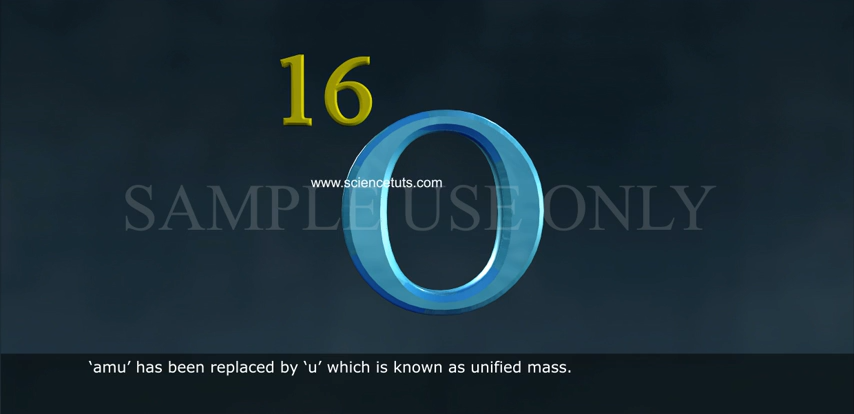 16
O
www.sciencetuts.com
SAMPLE USE ONLY
‘amu’ has been replaced by ‘u’ which is known as unified mass.